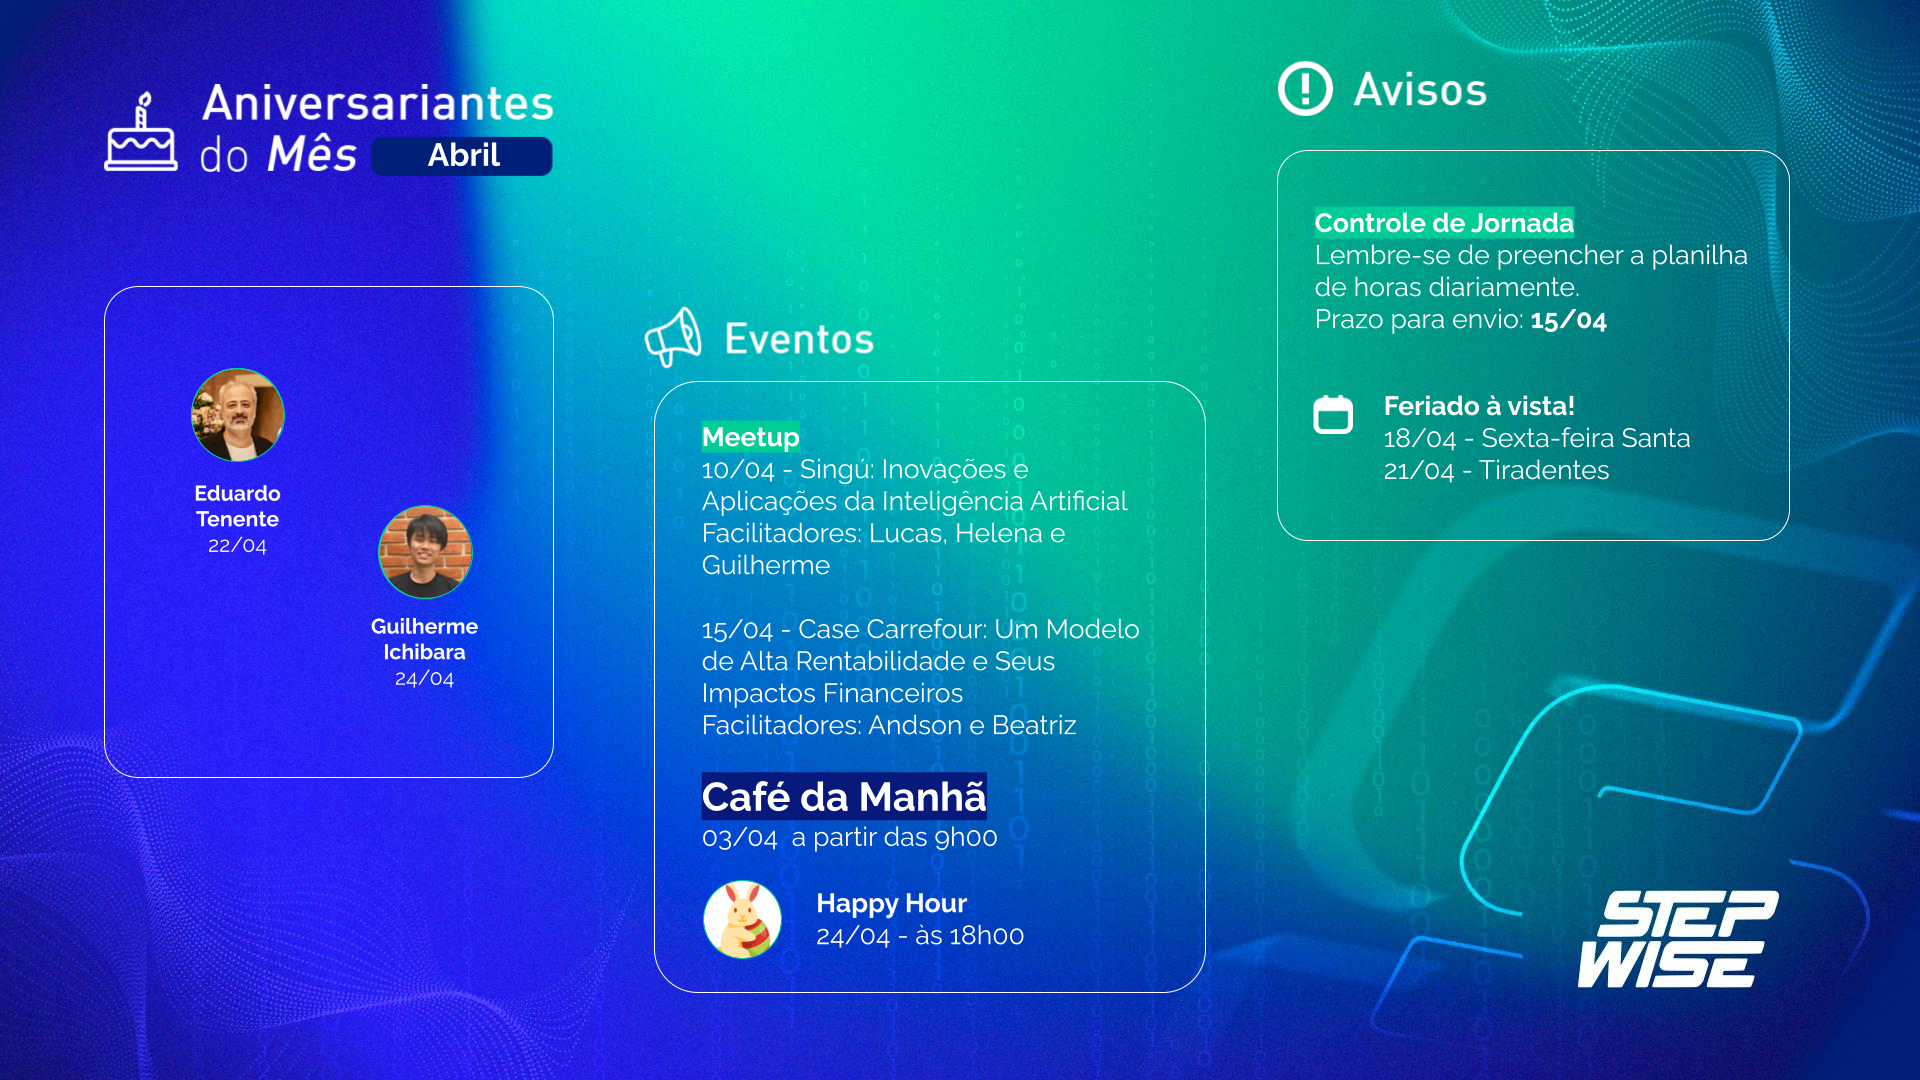 Aniversariantes
do Mês Abril
Eduardo
Tenente
22/04
Guilherme
Ichibara
24/04
Eventos
Meetup
10/04 - Singú: Inovações e
Aplicações da Inteligência Artificial
Facilitadores: Lucas, Helena e
Guilherme
15/04 - Case Carrefour: Um Modelo
de Alta Rentabilidade e Seus
Impactos Financeiros
Facilitadores: Andson e Beatriz
Café da Manhã
03/04 a partir das 9h00
Happy Hour
24/04 - às 18h00
Avisos
Controle de Jornada
Lembre-se de preencher a planilha
de horas diariamente.
Prazo para envio: 15/04
Feriado à vista!
18/04 - Sexta-feira Santa
21/04 - Tiradentes
STEP
WISE